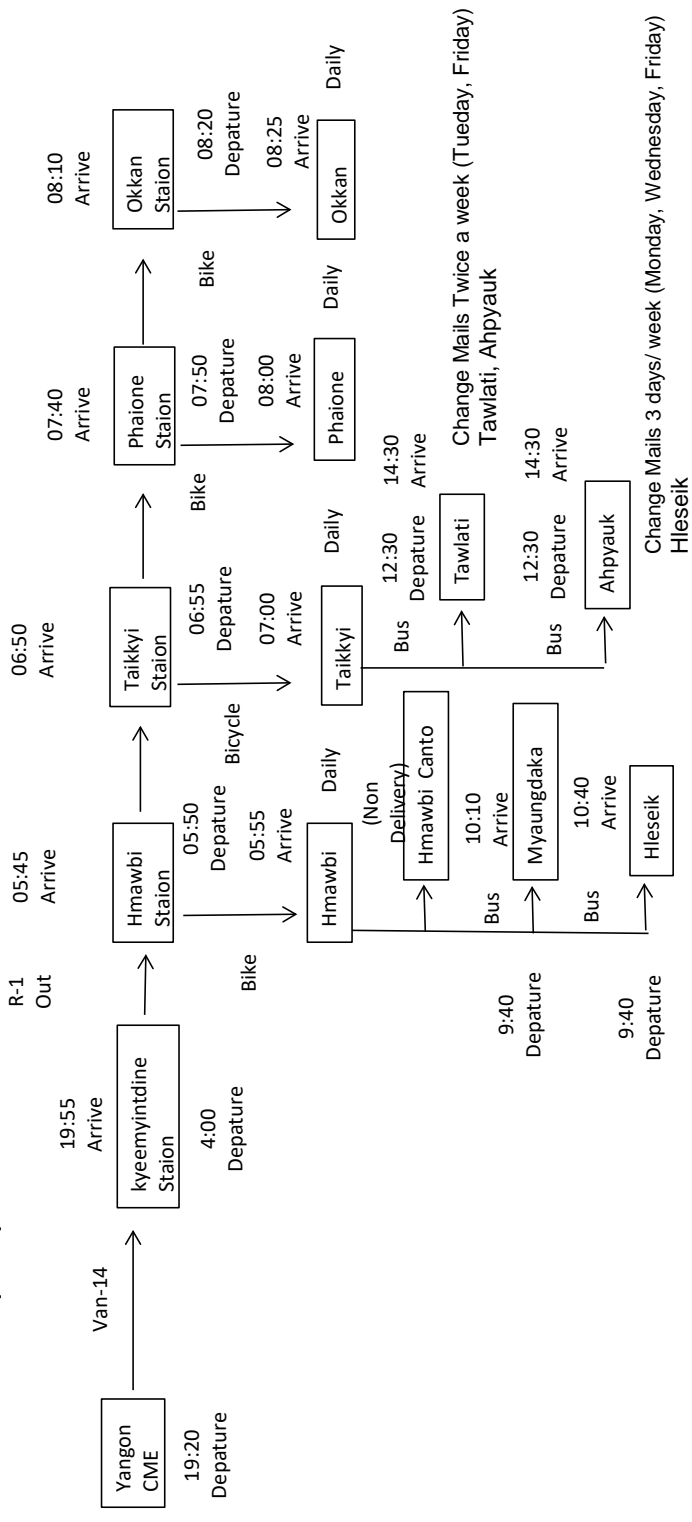 R-1
Out
Yangon
CME
19:20
Depature
Van-14
19:55
Arrive
kyeemyintdine
Staion
4:00
Depature
05:45
Arrive
Hmawbi
Staion
05:50
Depature
Bike
05:55
Arrive
Hmawbi
Daily
06:50
Arrive
Taikkyi
Staion
06:55
Depature
Bicycle
07:00
Arrive
Taikkyi
Daily
07:40
Arrive
Phaione
Staion
07:50
Depature
Bike
08:00
Arrive
Phaione
Daily
08:10
Arrive
Okkan
Staion
08:20
Depature
Bike
08:25
Arrive
Okkan
Daily
(Non
Delivery)
Hmawbi Canto
9:40
Depature
Bus
10:10
Arrive
Myaungdaka
9:40
Depature
Bus
10:40
Arrive
Hleseik
Bus
12:30
Depature
14:30
Arrive
Tawlati
Bus
12:30
Depature
14:30
Arrive
Ahpyauk
Change Mails Twice a week (Tueday, Friday)
Tawlati, Ahpyauk
Change Mails 3 days/ week (Monday, Wednesday, Friday)
Hleseik